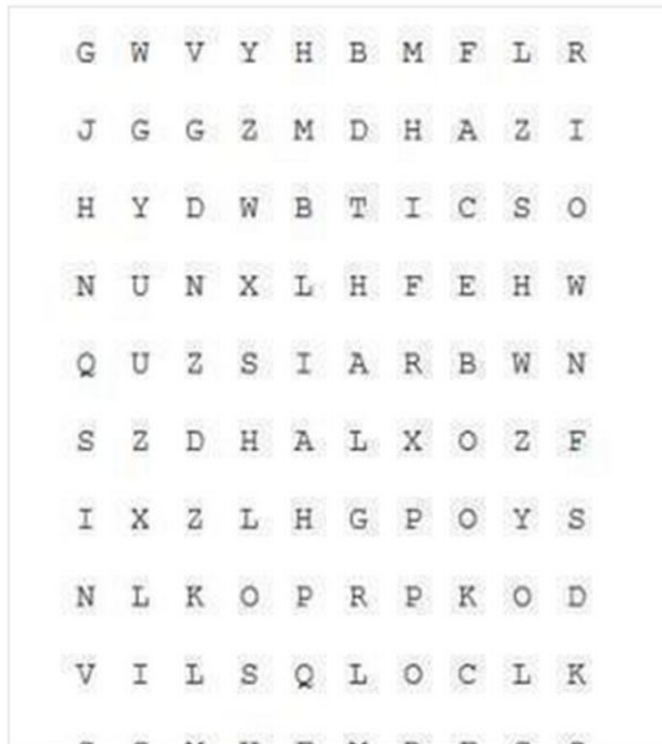 G W V Y H B M F L R
J G G Z M D H A Z I
H Y D W B T I C S O
N U N X L H F E H W
Q U Z S I A R B W N
S Z D H A L X O Z F
I X Z L H G P O Y S
N L K O P R P K O D
V I L S Q L O C L K